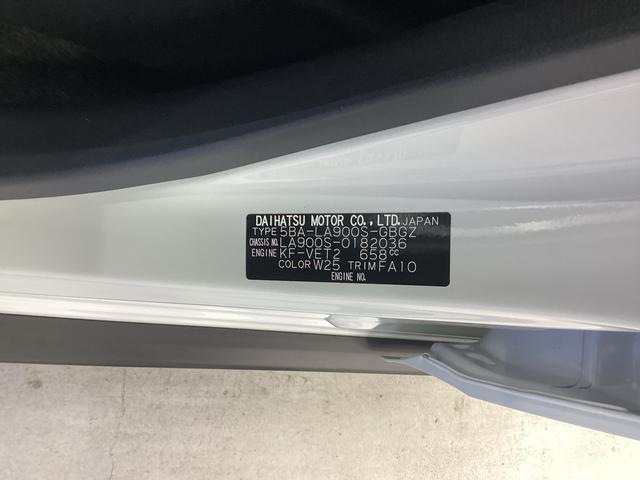 DAIHATSU MOTOR CO.,LTD.JAPAN
TYPE 5BA-LA900S-GBGZ
CHASSIS NO. LA900S-0182036
ENGINE KF-VET2 658cc
COLOR W25 TRIM FA10
ENGINE NO.